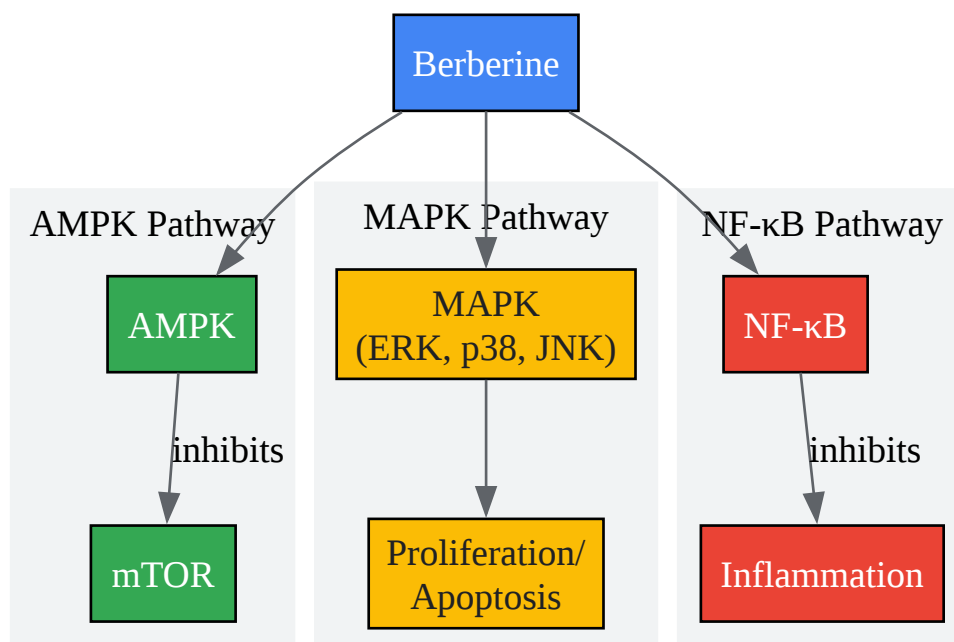 Berberine
AMPK Pathway
MAPK Pathway
NF-κB Pathway
AMPK
MAPK
(ERK, p38, JNK)
NF-κB
inhibits
inhibits
mTOR
Proliferation/
Apoptosis
Inflammation